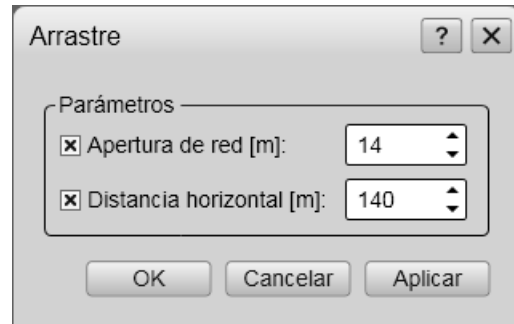 Arrastre ?
Parámetros
Apertura de red [m]: 14
Distancia horizontal [m]: 140
OK Cancelar Aplicar